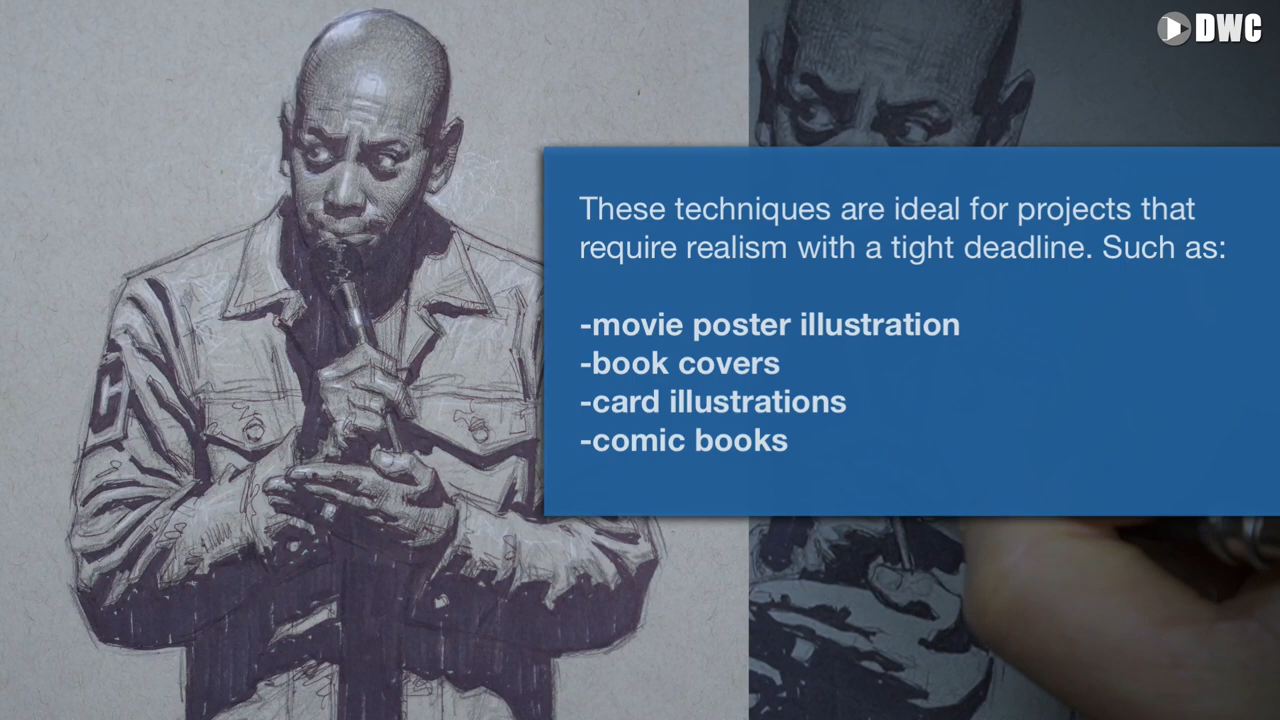 DWC
These techniques are ideal for projects that
require realism with a tight deadline. Such as:
-movie poster illustration
-book covers
-card illustrations
-comic books